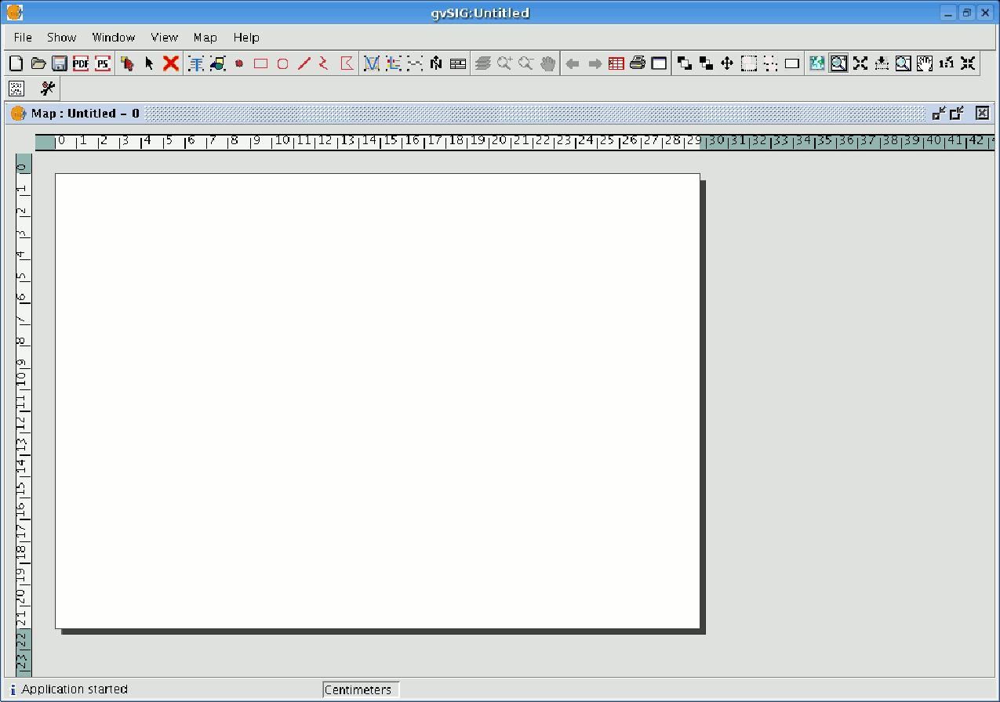 gvSIG:Untitled
File Show Window View Map Help
PDF PS T N 1:1
Map : Untitled – 0
0 1 2 3 4 5 6 7 8 9 10 11 12 13 14 15 16 17 18 19 20 21 22 23 24 25 26 27 28 29 30 31 32 33 34 35 36 37 38 39 40 41 42
0 1 2 3 4 5 6 7 8 9 10 11 12 13 14 15 16 17 18 19 20 21 22 23
i Application started Centimeters